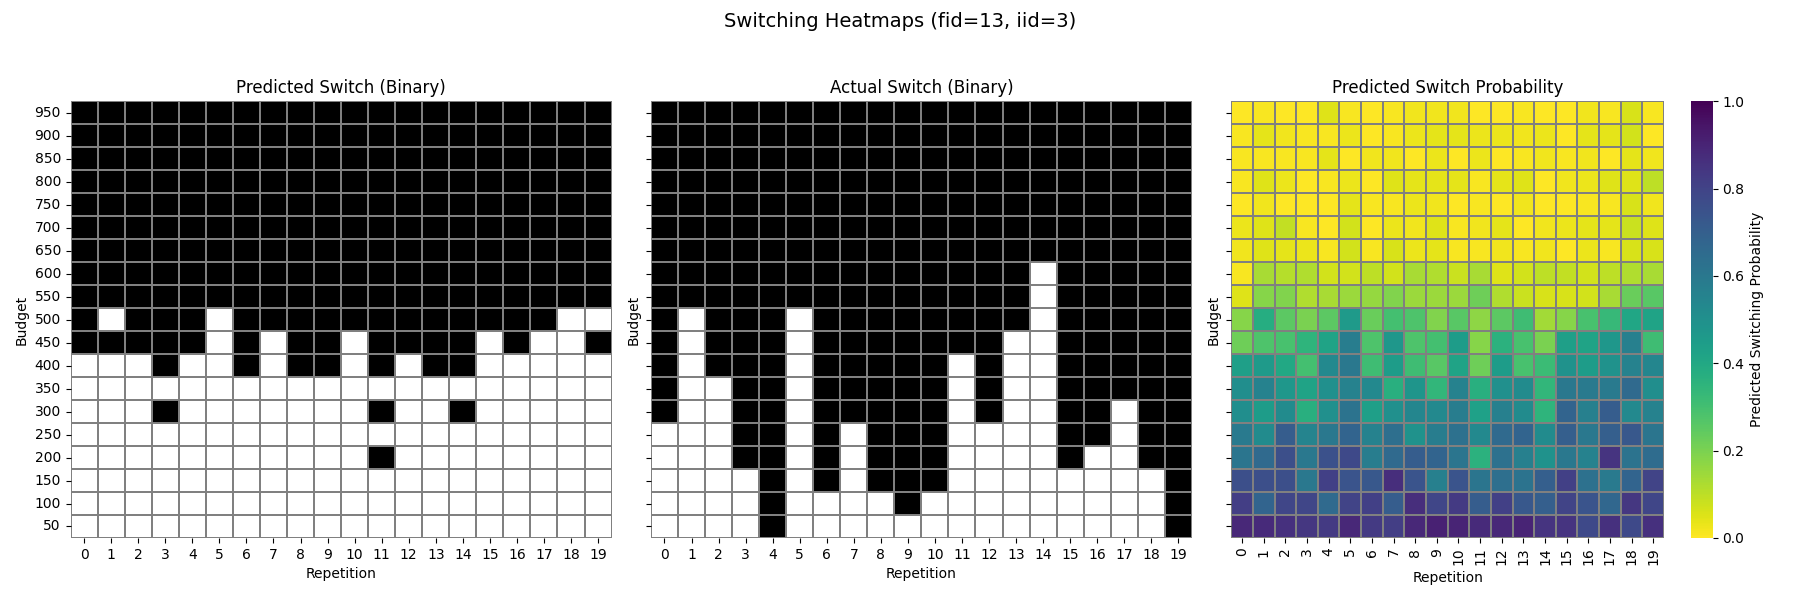 Switching Heatmaps (fid=13, iid=3)
Predicted Switch (Binary)
Budget
950
900
850
800
750
700
650
600
550
500
450
400
350
300
250
200
150
100
50
0 1 2 3 4 5 6 7 8 9 10 11 12 13 14 15 16 17 18 19
Repetition
Actual Switch (Binary)
Budget
0 1 2 3 4 5 6 7 8 9 10 11 12 13 14 15 16 17 18 19
Repetition
Predicted Switch Probability
Budget
0 1 2 3 4 5 6 7 8 9 10 11 12 13 14 15 16 17 18 19
Repetition
1.0
0.8
0.6
0.4
0.2
0.0
Predicted Switching Probability